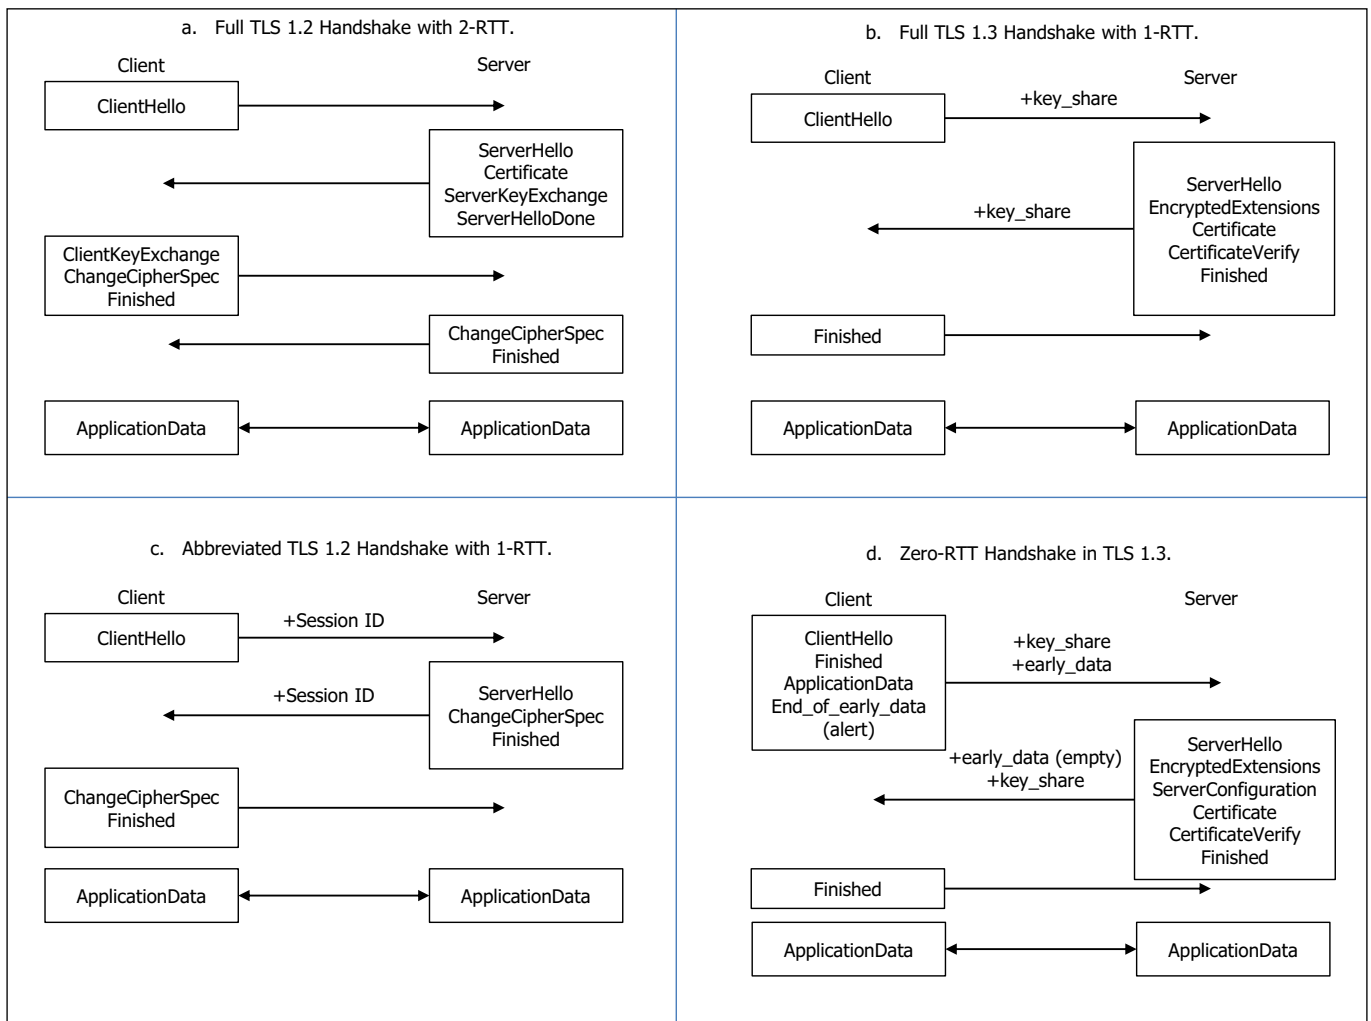 a. Full TLS 1.2 Handshake with 2-RTT.
Client
Server
ClientHello
ServerHello
Certificate
ServerKeyExchange
ServerHelloDone
ClientKeyExchange
ChangeCipherSpec
Finished
ChangeCipherSpec
Finished
ApplicationData
ApplicationData
b. Full TLS 1.3 Handshake with 1-RTT.
Client
Server
ClientHello
+key_share
ServerHello
EncryptedExtensions
Certificate
CertificateVerify
Finished
+key_share
Finished
ApplicationData
ApplicationData
c. Abbreviated TLS 1.2 Handshake with 1-RTT.
Client
Server
ClientHello
+Session ID
+Session ID
ServerHello
ChangeCipherSpec
Finished
ChangeCipherSpec
Finished
ApplicationData
ApplicationData
d. Zero-RTT Handshake in TLS 1.3.
Client
Server
ClientHello
Finished
ApplicationData
End_of_early_data
(alert)
+key_share
+early_data
+early_data (empty)
+key_share
ServerHello
EncryptedExtensions
ServerConfiguration
Certificate
CertificateVerify
Finished
Finished
ApplicationData
ApplicationData